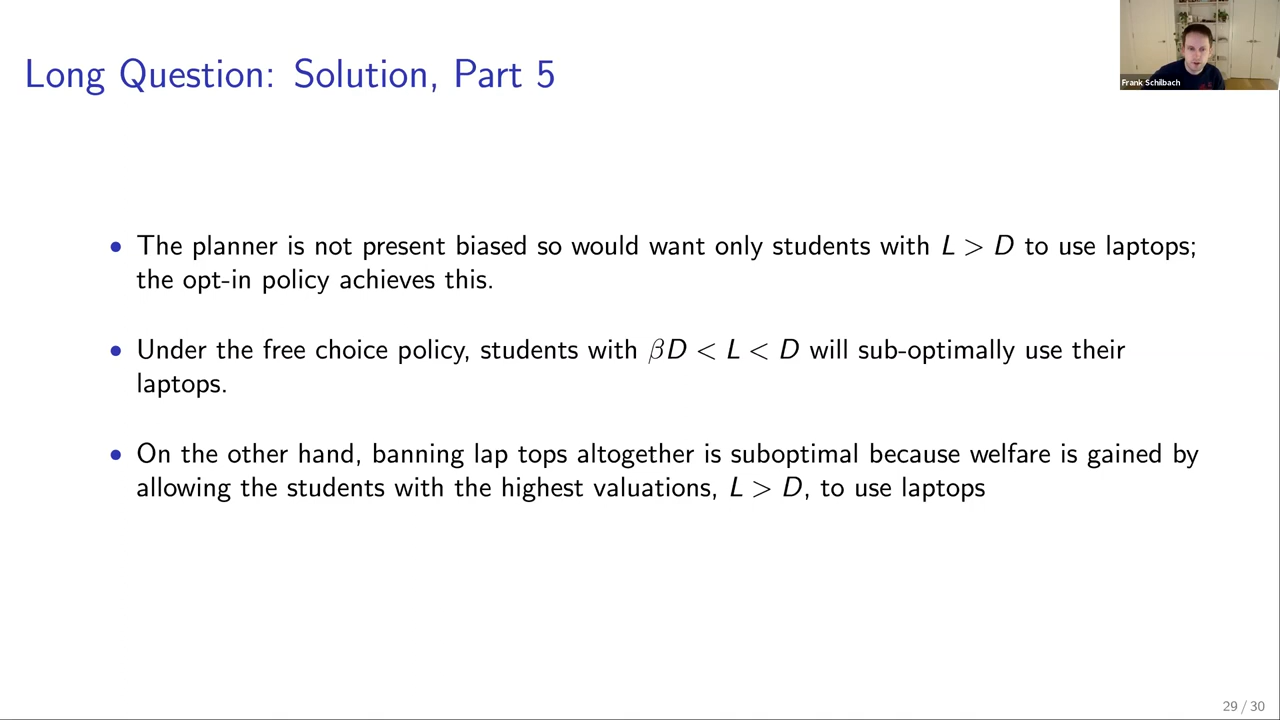 Long Question: Solution, Part 5
Frank Schilbach
• The planner is not present biased so would want only students with L > D to use laptops;
the opt-in policy achieves this.
• Under the free choice policy, students with βD < L < D will sub-optimally use their
laptops.
• On the other hand, banning lap tops altogether is suboptimal because welfare is gained by
allowing the students with the highest valuations, L > D, to use laptops
29 / 30